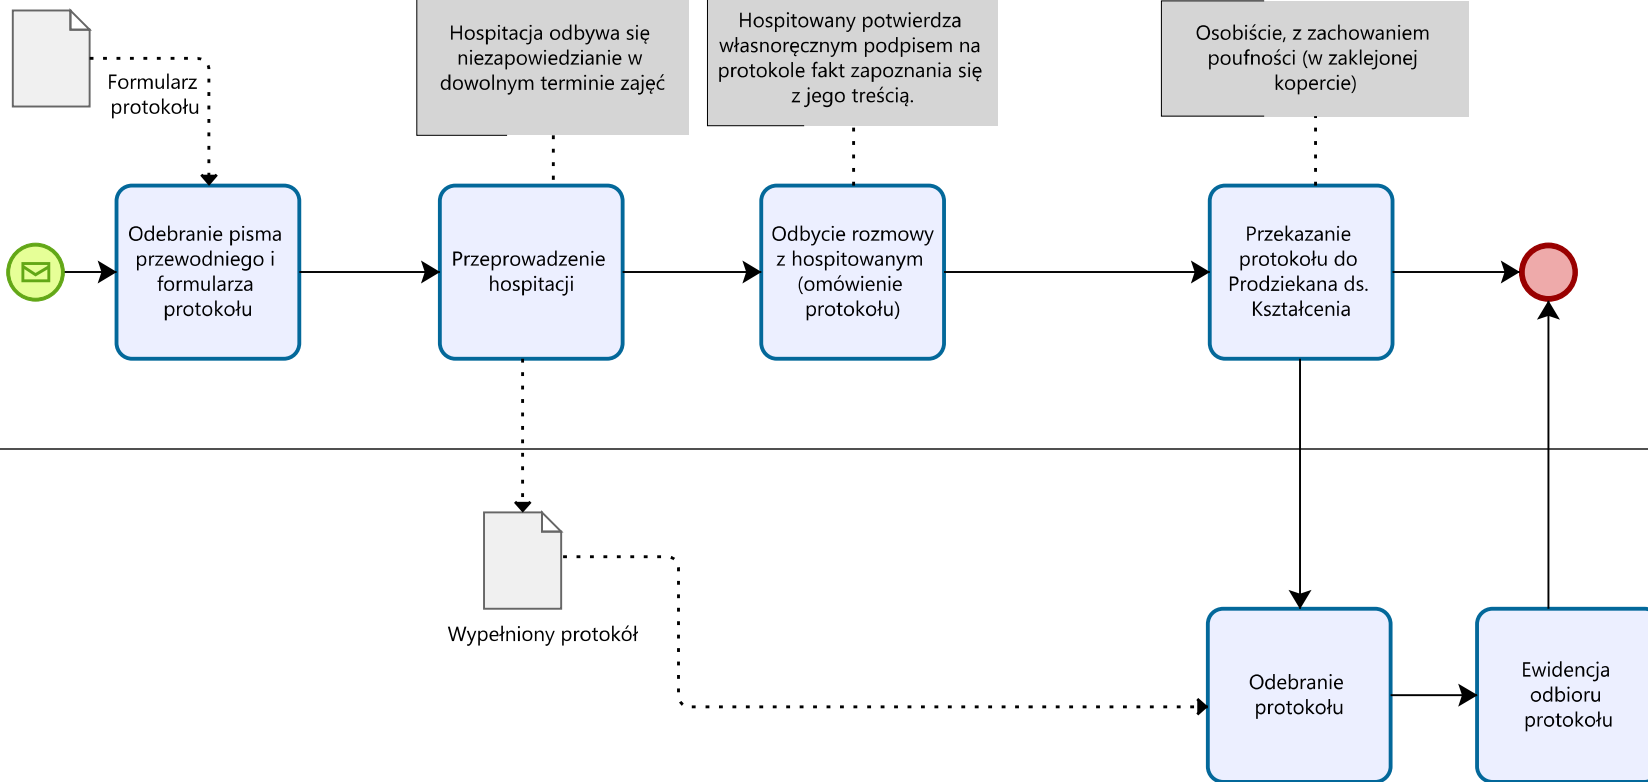 Formularz
protokołu
Hospitacja odbywa się
niezapowiedzianie w
dowolnym terminie zajęć
Hospitowany potwierdza
własnoręcznym podpisem na
protokole fakt zapoznania się
z jego treścią.
Osobiście, z zachowaniem
poufności (w zaklejonej
kopercie)
Odebranie pisma
przewodniego i
formularza
protokołu
Przeprowadzenie
hospitacji
Odbycie rozmowy
z hospitowanym
(omówienie
protokołu)
Przekazanie
protokołu do
Prodziekana ds.
Kształcenia
Wypełniony protokół
Odebranie
protokołu
Ewidencja
odbioru
protokołu